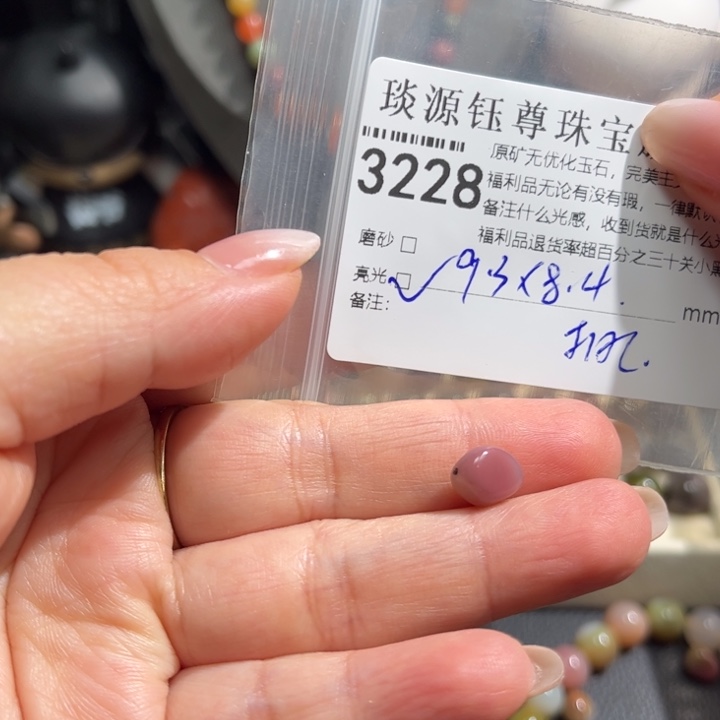 琰源钰尊珠宝
3228
原矿无优化玉石，完美主
福利品无论有没有瑕，一律默
备注什么光感，收到货就是什么
福利品退货率超百分之三十关小黑
磨砂 □
亮光 □ ✓ 9.3×8.4. mm
备注：
打孔.